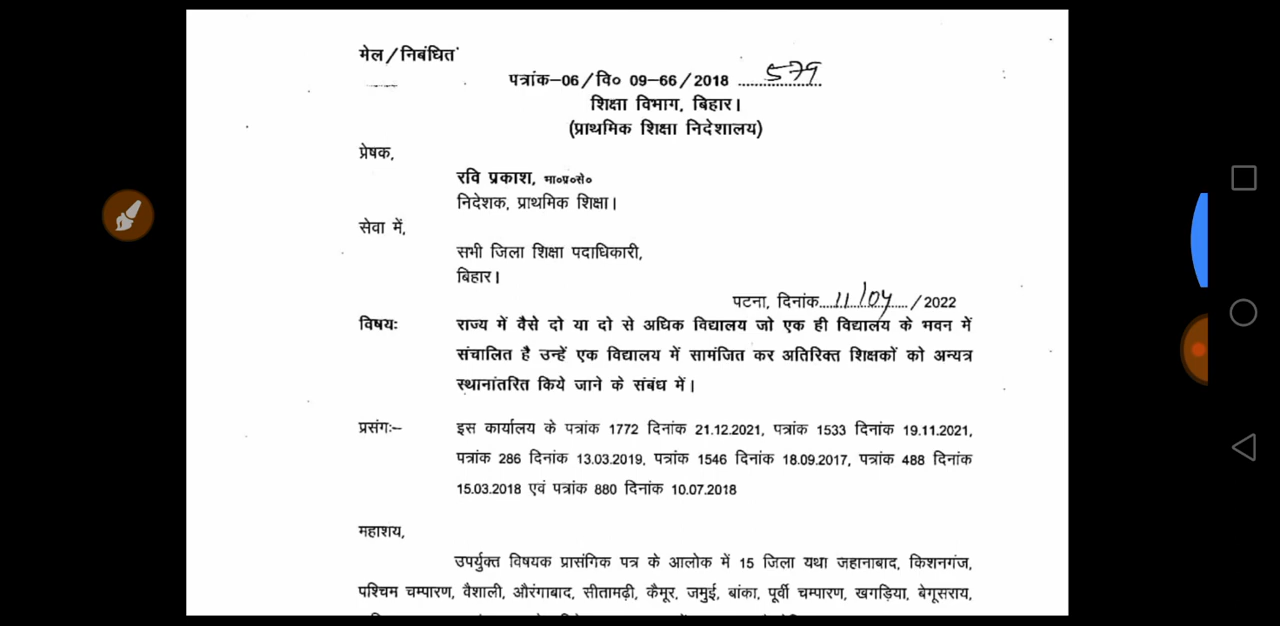 मेल/निबंधित
पत्रांक–06/वि० 09–66/2018 ....579....
शिक्षा विभाग, बिहार।
(प्राथमिक शिक्षा निदेशालय)
प्रेषक,
रवि प्रकाश, भा०प्र०से०
निदेशक, प्राथमिक शिक्षा।
सेवा में,
सभी जिला शिक्षा पदाधिकारी,
बिहार।
पटना, दिनांक....11/04..../2022
विषयः राज्य में वैसे दो या दो से अधिक विद्यालय जो एक ही विद्यालय के भवन में
संचालित है उन्हें एक विद्यालय में सामंजित कर अतिरिक्त शिक्षकों को अन्यत्र
स्थानांतरित किये जाने के संबंध में।
प्रसंगः– इस कार्यालय के पत्रांक 1772 दिनांक 21.12.2021, पत्रांक 1533 दिनांक 19.11.2021,
पत्रांक 286 दिनांक 13.03.2019, पत्रांक 1546 दिनांक 18.09.2017, पत्रांक 488 दिनांक
15.03.2018 एवं पत्रांक 880 दिनांक 10.07.2018
महाशय,
उपर्युक्त विषयक प्रासंगिक पत्र के आलोक में 15 जिला यथा जहानाबाद, किशनगंज,
पश्चिम चम्पारण, वैशाली, औरंगाबाद, सीतामढ़ी, कैमूर, जमुई, बांका, पूर्वी चम्पारण, खगड़िया, बेगूसराय,